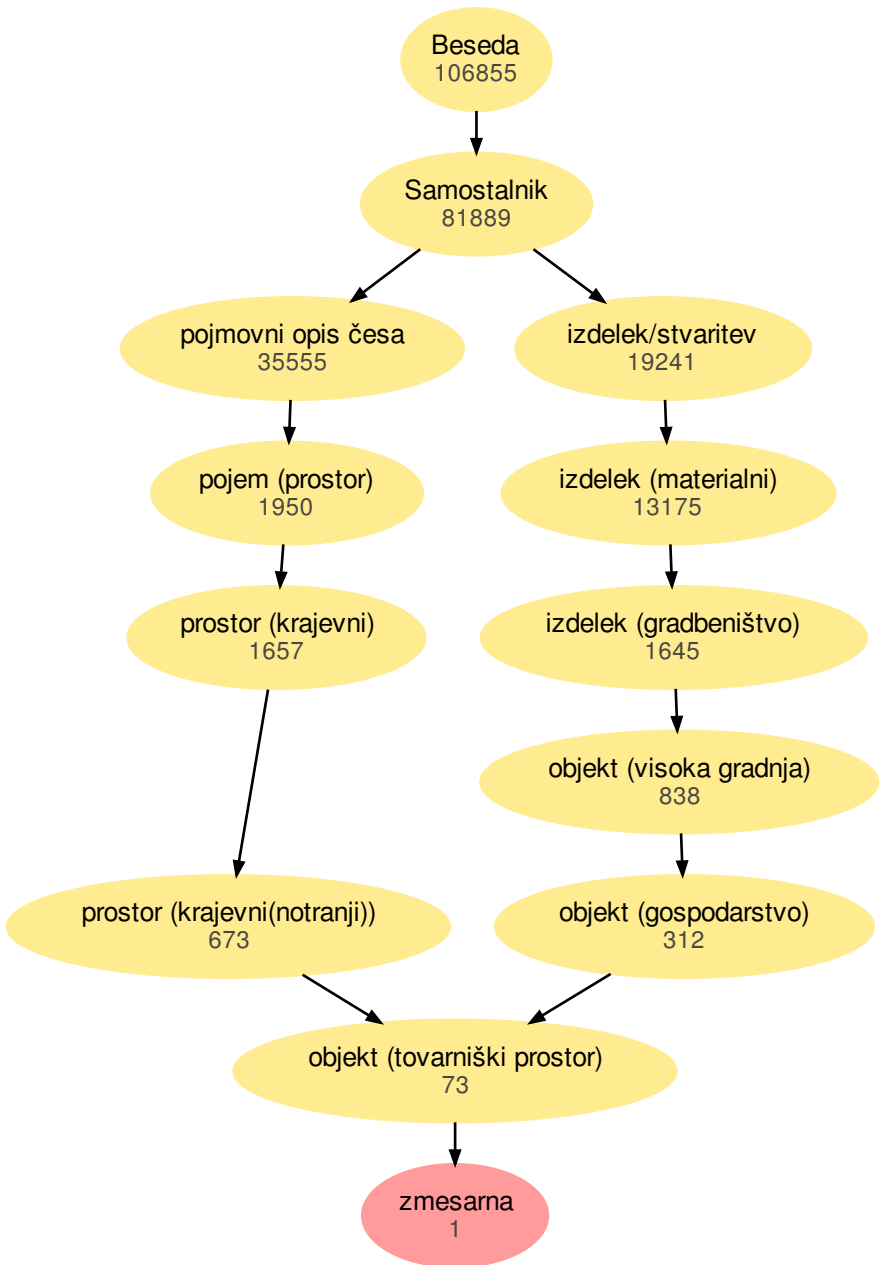 Beseda
106855
Samostalnik
81889
pojmovni opis česa
35555
izdelek/stvaritev
19241
pojem (prostor)
1950
izdelek (materialni)
13175
prostor (krajevni)
1657
izdelek (gradbeništvo)
1645
objekt (visoka gradnja)
838
prostor (krajevni(notranji))
673
objekt (gospodarstvo)
312
objekt (tovarniški prostor)
73
zmesarna
1